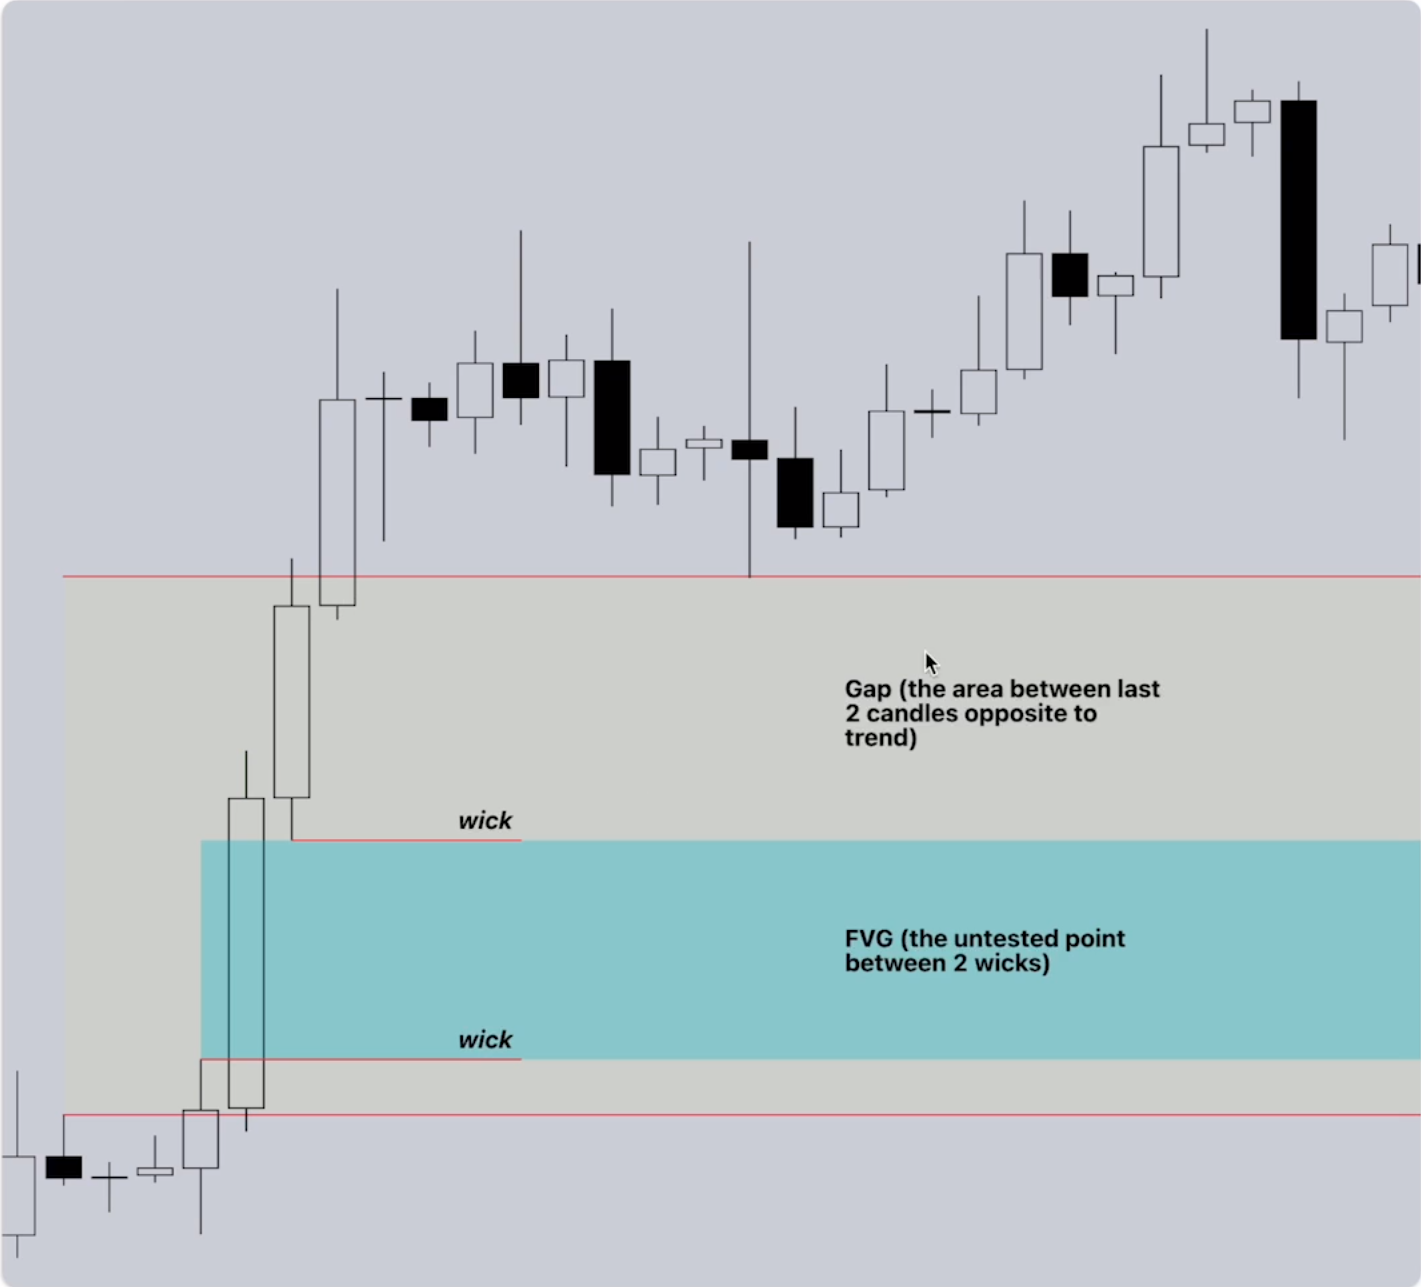 Gap (the area between last
2 candles opposite to
trend)
wick
FVG (the untested point
between 2 wicks)
wick